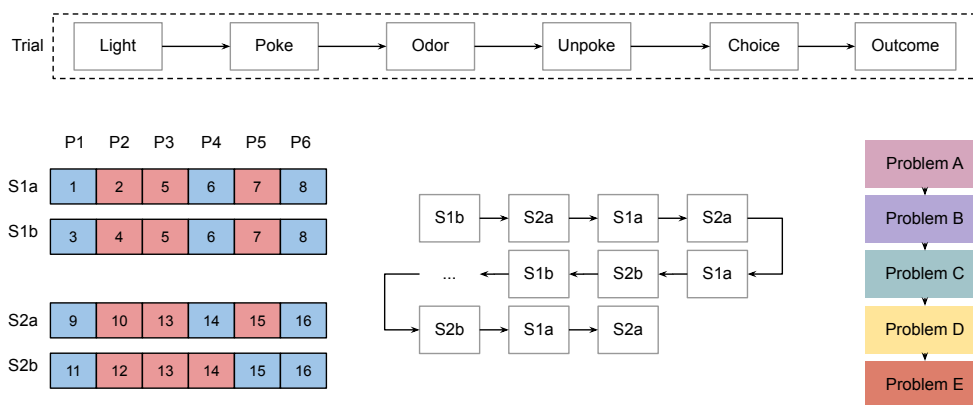 Trial Light Poke Odor Unpoke Choice Outcome
P1 P2 P3 P4 P5 P6
S1a 1 2 5 6 7 8
S1b 3 4 5 6 7 8
S2a 9 10 13 14 15 16
S2b 11 12 13 14 15 16
S1b S2a S1a S2a
... S1b S2b S1a
S2b S1a S2a
Problem A
Problem B
Problem C
Problem D
Problem E